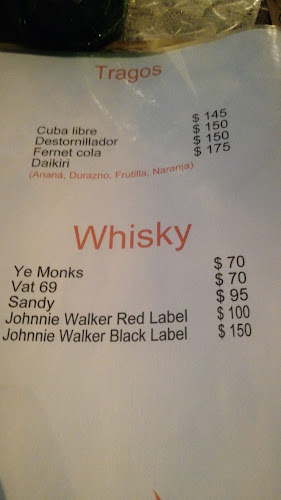 Tragos
Cuba libre $ 145
Destornillador $ 150
Fernet cola $ 150
Daikiri $ 175
(Ananá, Durazno, Frutilla, Naranja)
Whisky
Ye Monks $ 70
Vat 69 $ 70
Sandy $ 95
Johnnie Walker Red Label $ 100
Johnnie Walker Black Label $ 150